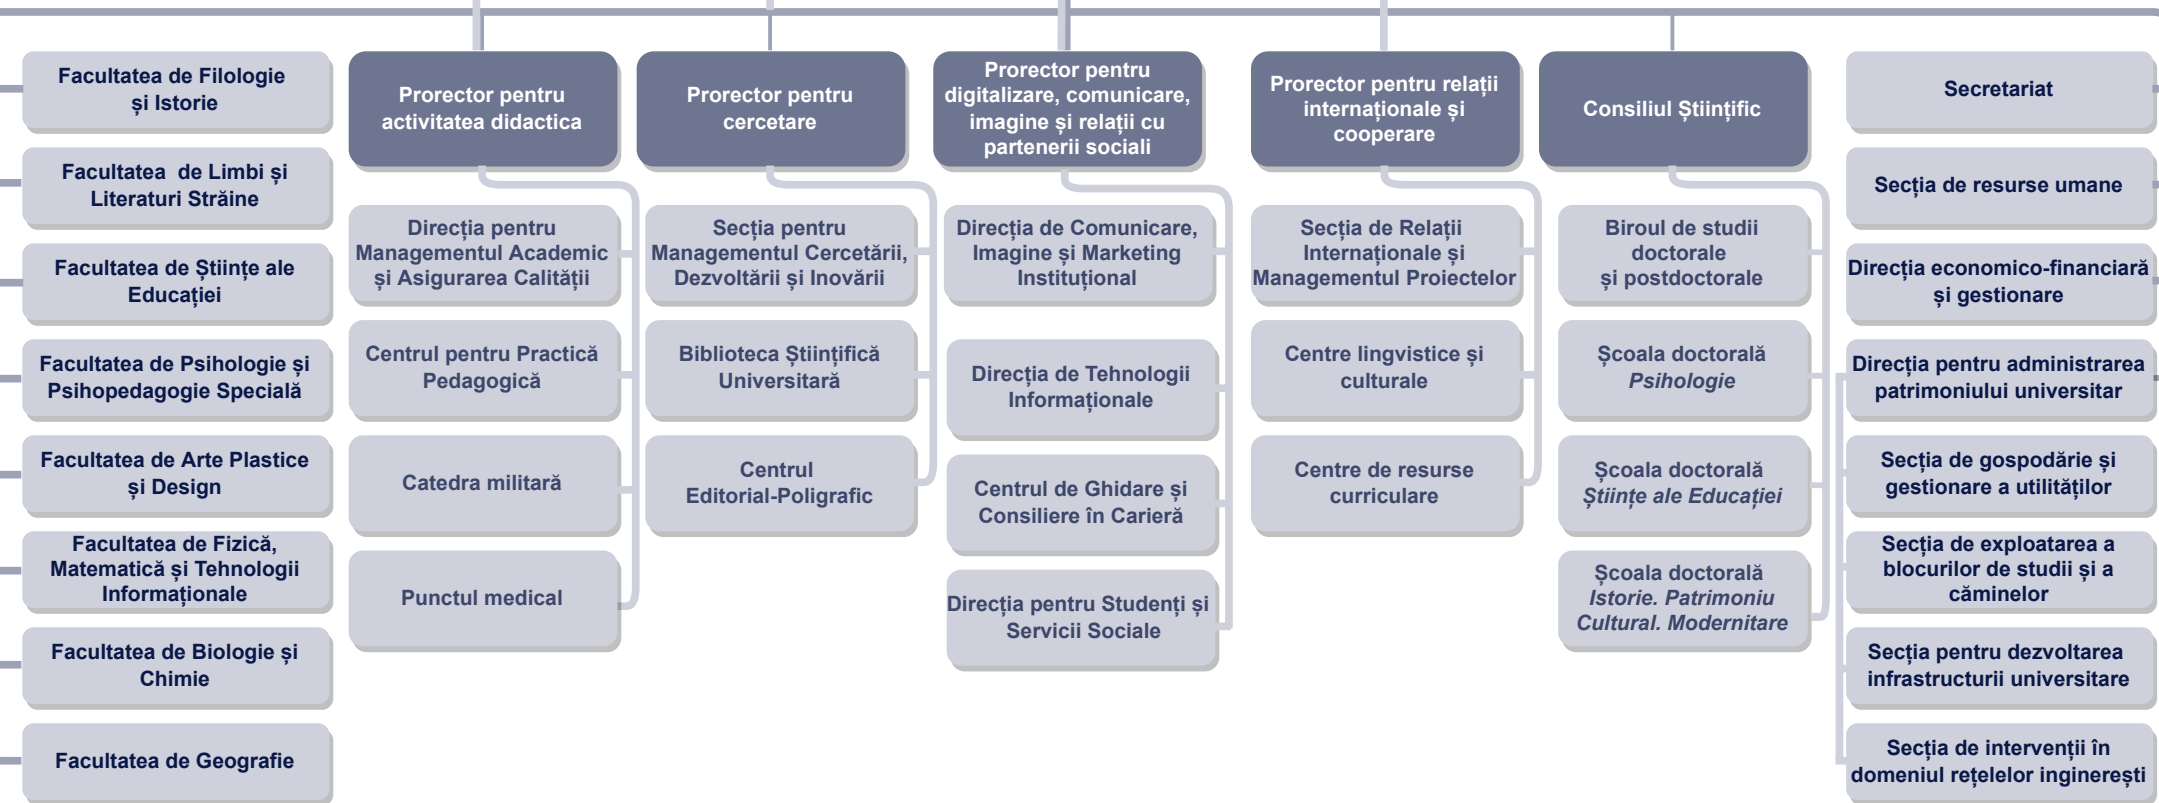 Facultatea de Filologie
și Istorie
Facultatea de Limbi și
Literaturi Străine
Facultatea de Științe ale
Educației
Facultatea de Psihologie și
Psihopedagogie Specială
Facultatea de Arte Plastice
și Design
Facultatea de Fizică,
Matematică și Tehnologii
Informaționale
Facultatea de Biologie și
Chimie
Facultatea de Geografie
Prorector pentru
activitatea didactica
Direcția pentru
Managementul Academic
și Asigurarea Calității
Centrul pentru Practică
Pedagogică
Catedra militară
Punctul medical
Prorector pentru
cercetare
Secția pentru
Managementul Cercetării,
Dezvoltării și Inovării
Biblioteca Științifică
Universitară
Centrul
Editorial-Poligrafic
Prorector pentru
digitalizare, comunicare,
imagine și relații cu
partenerii sociali
Direcția de Comunicare,
Imagine și Marketing
Instituțional
Direcția de Tehnologii
Informaționale
Centrul de Ghidare și
Consiliere în Carieră
Direcția pentru Studenți și
Servicii Sociale
Prorector pentru relații
internaționale și
cooperare
Secția de Relații
Internaționale și
Managementul Proiectelor
Centre lingvistice și
culturale
Centre de resurse
curriculare
Consiliul Științific
Biroul de studii
doctorale
și postdoctorale
Școala doctorală
Psihologie
Școala doctorală
Științe ale Educației
Școala doctorală
Istorie. Patrimoniu
Cultural. Modernitare
Secretariat
Secția de resurse umane
Direcția economico-financiară
și gestionare
Direcția pentru administrarea
patrimoniului universitar
Secția de gospodărie și
gestionare a utilităților
Secția de exploatarea a
blocurilor de studii și a
căminelor
Secția pentru dezvoltarea
infrastructurii universitare
Secția de intervenții în
domeniul rețelelor inginerești